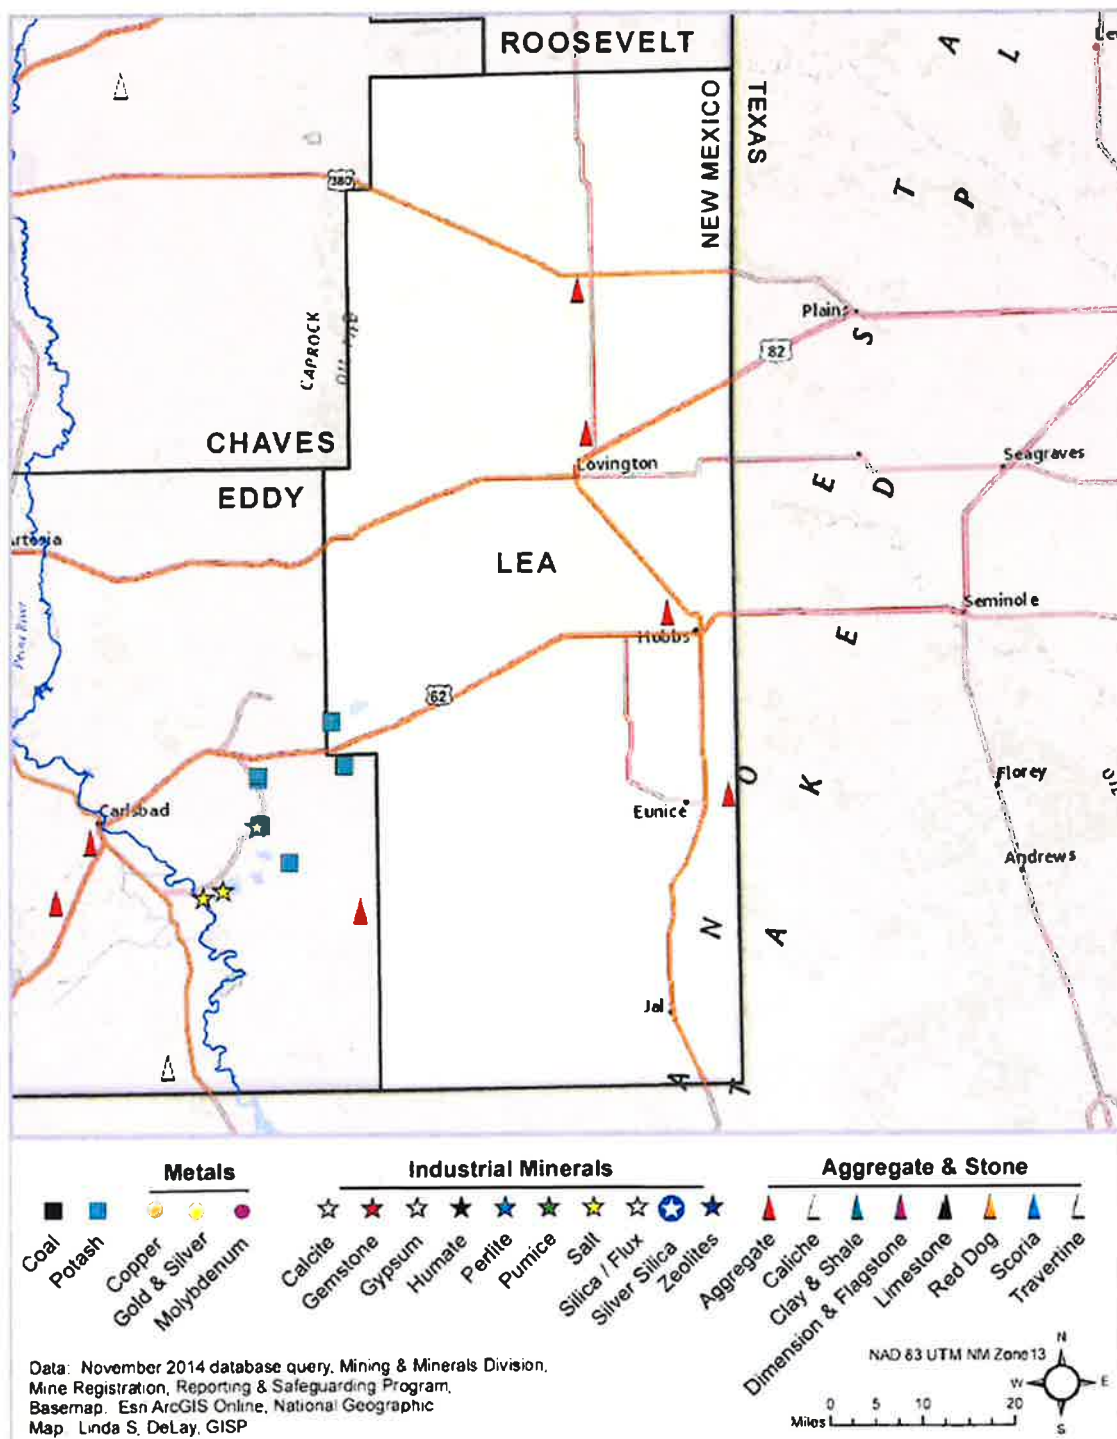 ROOSEVELT
A
L
NEW MEXICO
TEXAS
T
P
380
CAPROCK
Plains
S
82
CHAVES
Lovington
Seagraves
EDDY
E
D
LEA
Seminole
Pecos River
Hobbs
E
62
Florey
O
K
Carlsbad
Eunice
Andrews
N
A
Jal
A
7
Metals
Industrial Minerals
Aggregate & Stone
Coal
Potash
Copper
Gold & Silver
Molybdenum
Calcite
Gemstone
Gypsum
Humate
Perlite
Pumice
Salt
Silica / Flux
Silver Silica
Zeolites
Aggregate
Caliche
Clay & Shale
Dimension & Flagstone
Limestone
Red Dog
Scoria
Travertine
Data: November 2014 database query, Mining & Minerals Division,
Mine Registration, Reporting & Safeguarding Program,
Basemap. Esri ArcGIS Online, National Geographic
Map Linda S. DeLay, GISP
NAD 83 UTM NM Zone 13
N
W
E
S
0 5 10 20
Miles